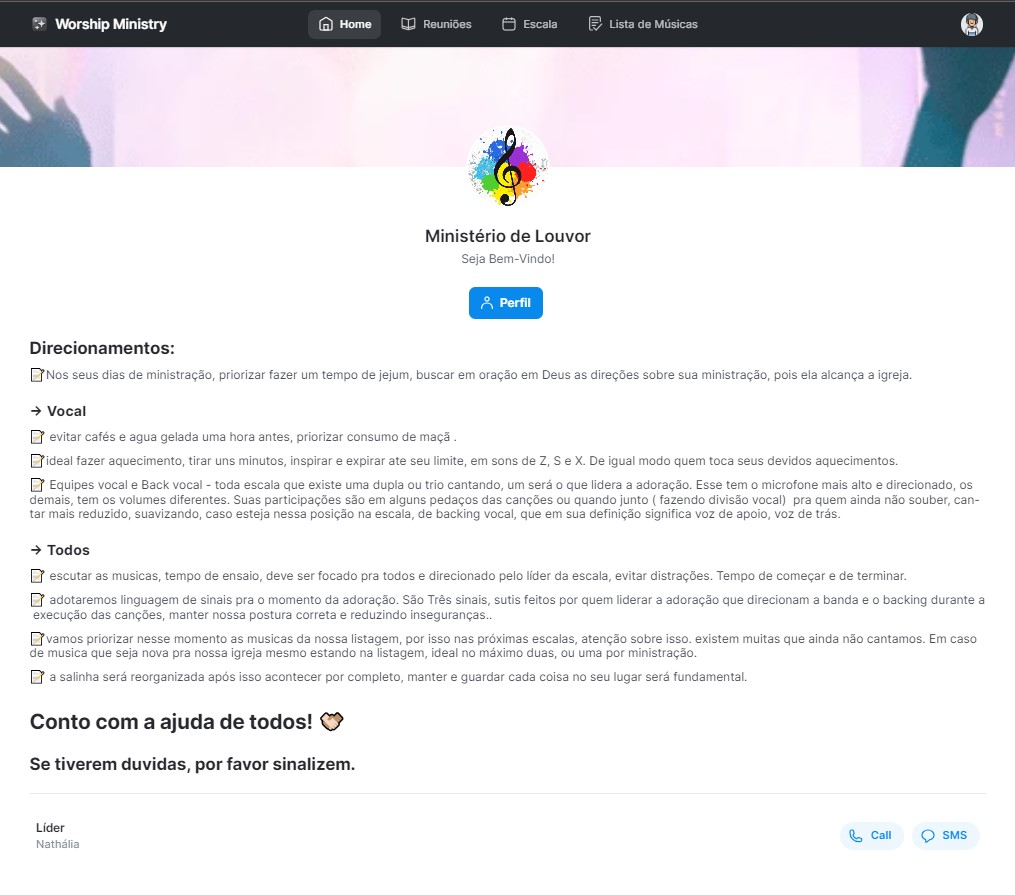 Worship Ministry
Home
Reuniões
Escala
Lista de Músicas
Ministério de Louvor
Seja Bem-Vindo!
Perfil
Direcionamentos:
📝Nos seus dias de ministração, priorizar fazer um tempo de jejum, buscar em oração em Deus as direções sobre sua ministração, pois ela alcança a igreja.
→ Vocal
📝 evitar cafés e agua gelada uma hora antes, priorizar consumo de maçã .
📝ideal fazer aquecimento, tirar uns minutos, inspirar e expirar ate seu limite, em sons de Z, S e X. De igual modo quem toca seus devidos aquecimentos.
📝 Equipes vocal e Back vocal - toda escala que existe uma dupla ou trio cantando, um será o que lidera a adoração. Esse tem o microfone mais alto e direcionado, os
demais, tem os volumes diferentes. Suas participações são em alguns pedaços das canções ou quando junto ( fazendo divisão vocal)  pra quem ainda não souber, can-
tar mais reduzido, suavizando, caso esteja nessa posição na escala, de backing vocal, que em sua definição significa voz de apoio, voz de trás.
→ Todos
📝 escutar as musicas, tempo de ensaio, deve ser focado pra todos e direcionado pelo líder da escala, evitar distrações. Tempo de começar e de terminar.
📝 adotaremos linguagem de sinais pra o momento da adoração. São Três sinais, sutis feitos por quem liderar a adoração que direcionam a banda e o backing durante a
execução das canções, manter nossa postura correta e reduzindo inseguranças..
📝vamos priorizar nesse momento as musicas da nossa listagem, por isso nas próximas escalas, atenção sobre isso. existem muitas que ainda não cantamos. Em caso
de musica que seja nova pra nossa igreja mesmo estando na listagem, ideal no máximo duas, ou uma por ministração.
📝 a salinha será reorganizada após isso acontecer por completo, manter e guardar cada coisa no seu lugar será fundamental.
Conto com a ajuda de todos! 🤝
Se tiverem duvidas, por favor sinalizem.
Líder
Nathália
Call
SMS